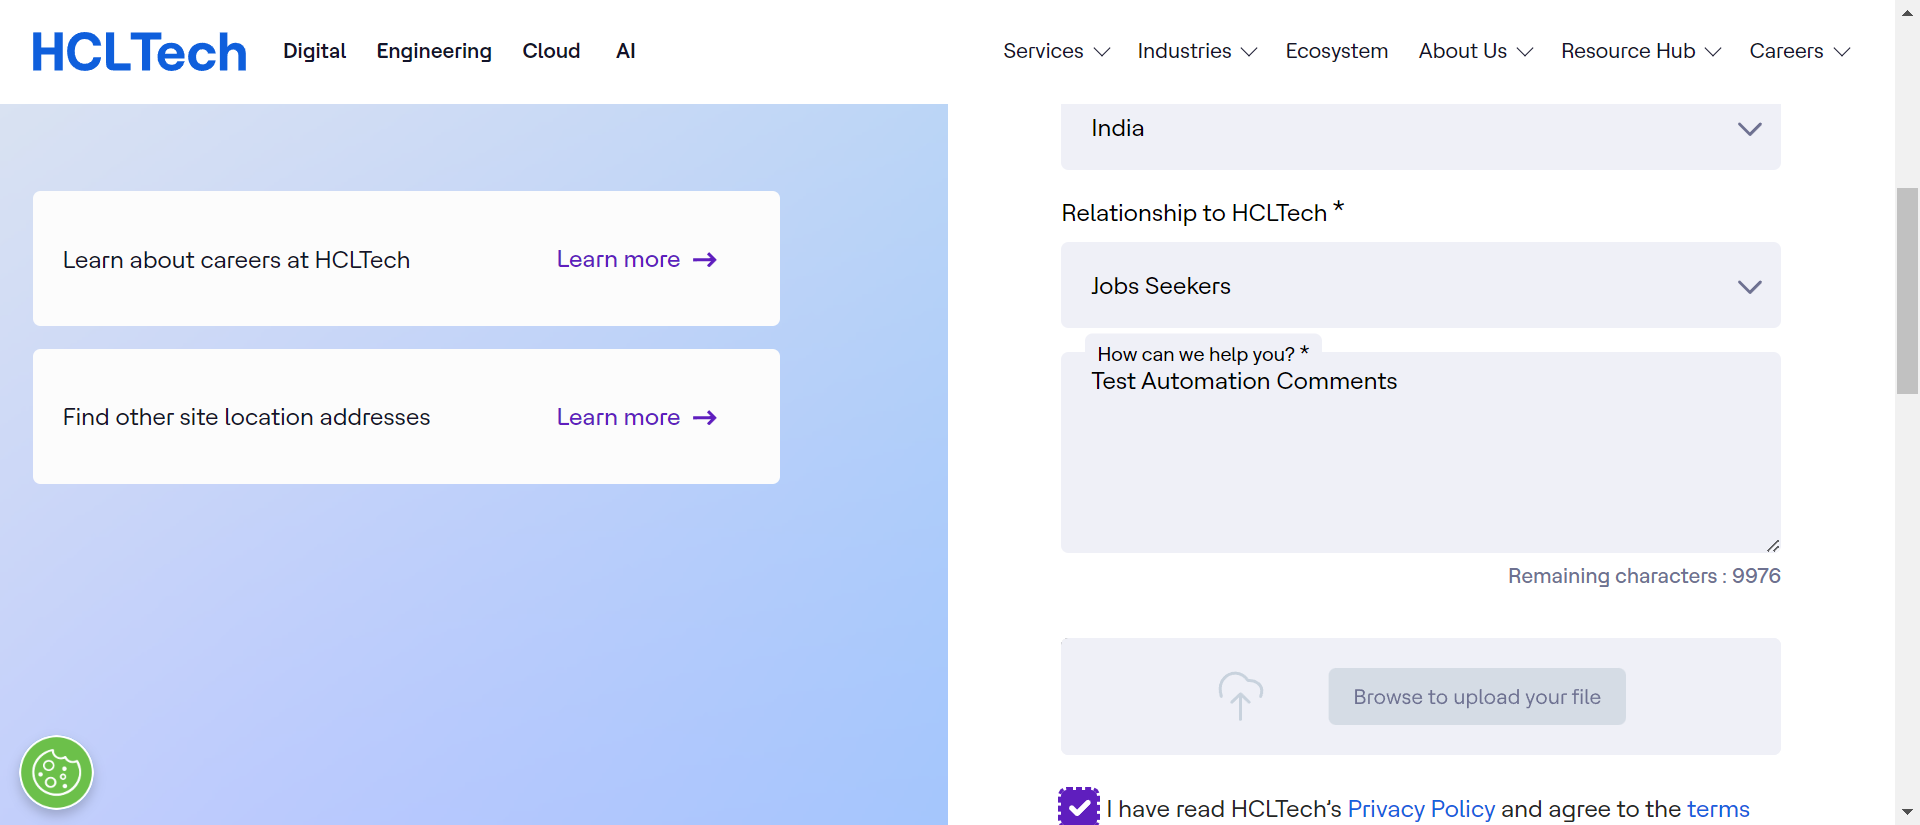 HCLTech Digital Engineering Cloud AI Services Industries Ecosystem About Us Resource Hub Careers
Learn about careers at HCLTech Learn more
Find other site location addresses Learn more
India
Relationship to HCLTech *
Jobs Seekers
How can we help you? *
Test Automation Comments
Remaining characters : 9976
Browse to upload your file
I have read HCLTech's Privacy Policy and agree to the terms